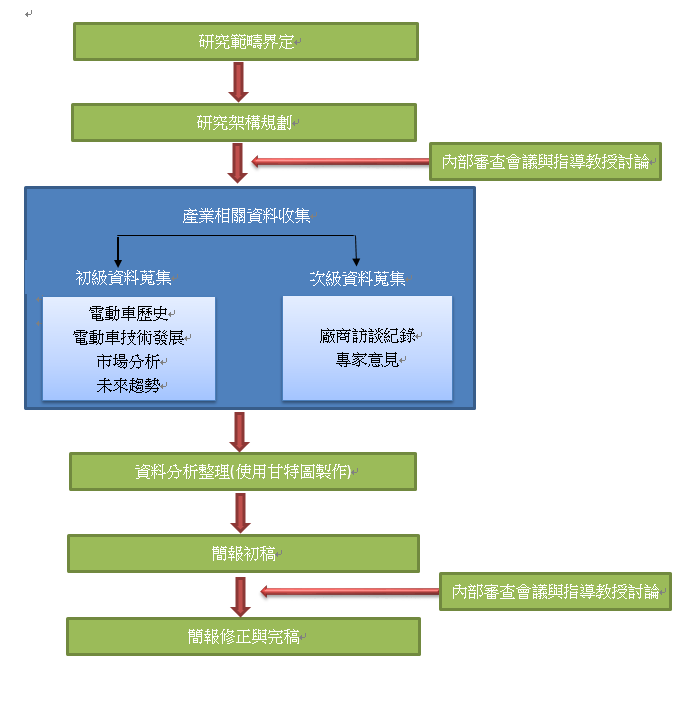 研究範疇界定
研究架構規劃
內部審查會議與指導教授討論
產業相關資料收集
初級資料蒐集
次級資料蒐集
電動車歷史
電動車技術發展
市場分析
未來趨勢
廠商訪談紀錄
專家意見
資料分析整理(使用甘特圖製作)
簡報初稿
內部審查會議與指導教授討論
簡報修正與完稿